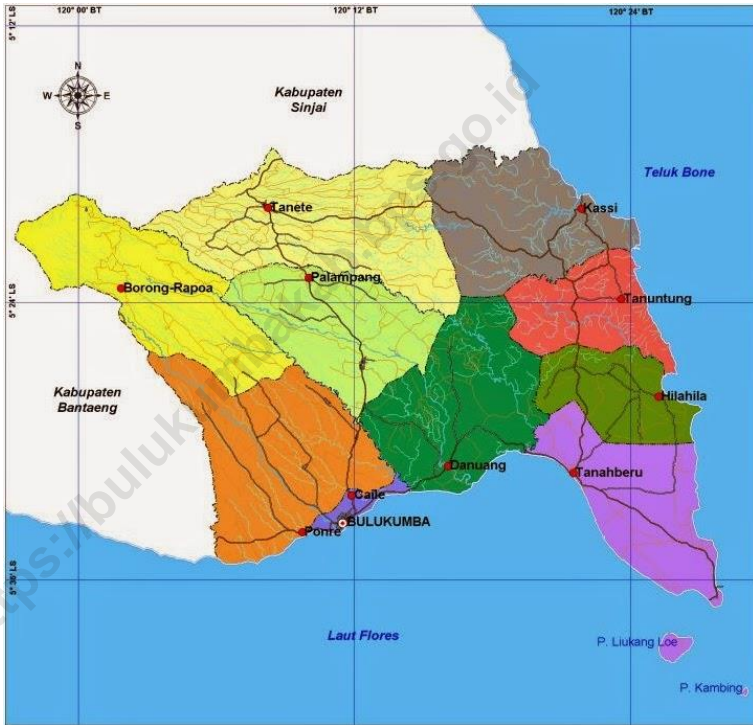 120° 00' BT
120° 12' BT
120° 24' BT
5° 12' LS
N
W
E
S
Kabupaten
Sinjai
Teluk Bone
Tanete
Kassi
Palampang
Borong-Rapoa
Tanuntung
5° 24' LS
Kabupaten
Bantaeng
Hilahila
Danuang
Tanahberu
Caile
BULUKUMBA
Ponre
5° 36' LS
Laut Flores
P. Liukang Loe
P. Kambing